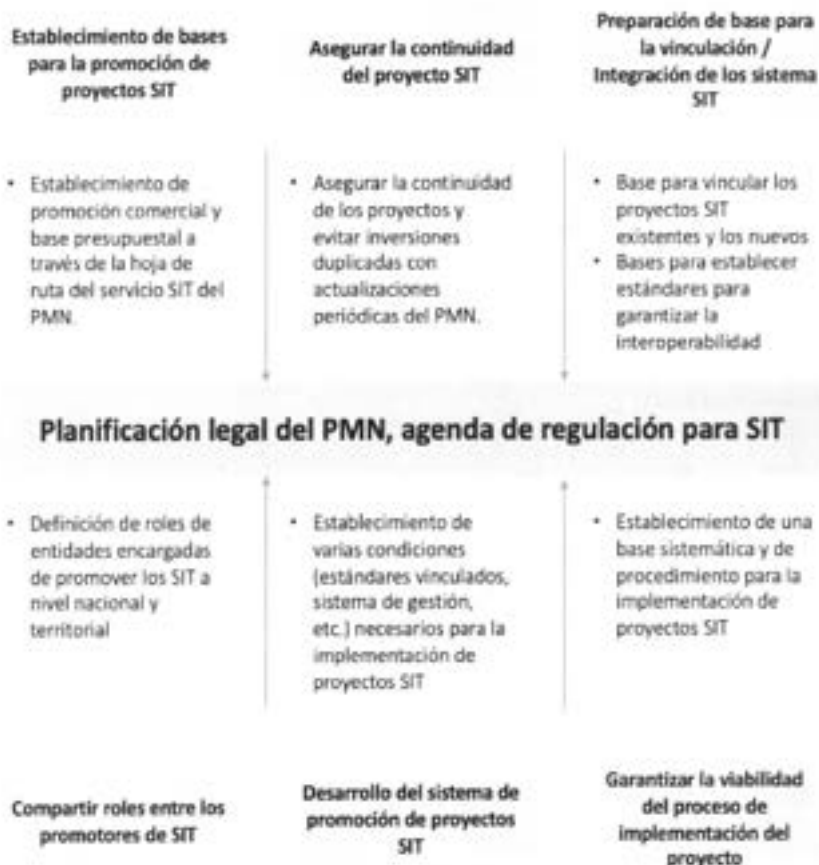 Establecimiento de bases
para la promoción de
proyectos SIT
Asegurar la continuidad
del proyecto SIT
Preparación de base para
la vinculación /
Integración de los sistema
SIT
• Establecimiento de
promoción comercial y
base presupuestal a
través de la hoja de
ruta del servicio SIT del
PMN.
• Asegurar la continuidad
de los proyectos y
evitar inversiones
duplicadas con
actualizaciones
periódicas del PMN.
• Base para vincular los
proyectos SIT
existentes y los nuevos
• Bases para establecer
estándares para
garantizar la
interoperabilidad
Planificación legal del PMN, agenda de regulación para SIT
• Definición de roles de
entidades encargadas
de promover los SIT a
nivel nacional y
territorial
• Establecimiento de
varias condiciones
(estándares vinculados,
sistema de gestión,
etc.) necesarios para la
implementación de
proyectos SIT
• Establecimiento de una
base sistemática y de
procedimiento para la
implementación de
proyectos SIT
Compartir roles entre los
promotores de SIT
Desarrollo del sistema de
promoción de proyectos
SIT
Garantizar la viabilidad
del proceso de
implementación del
proyecto